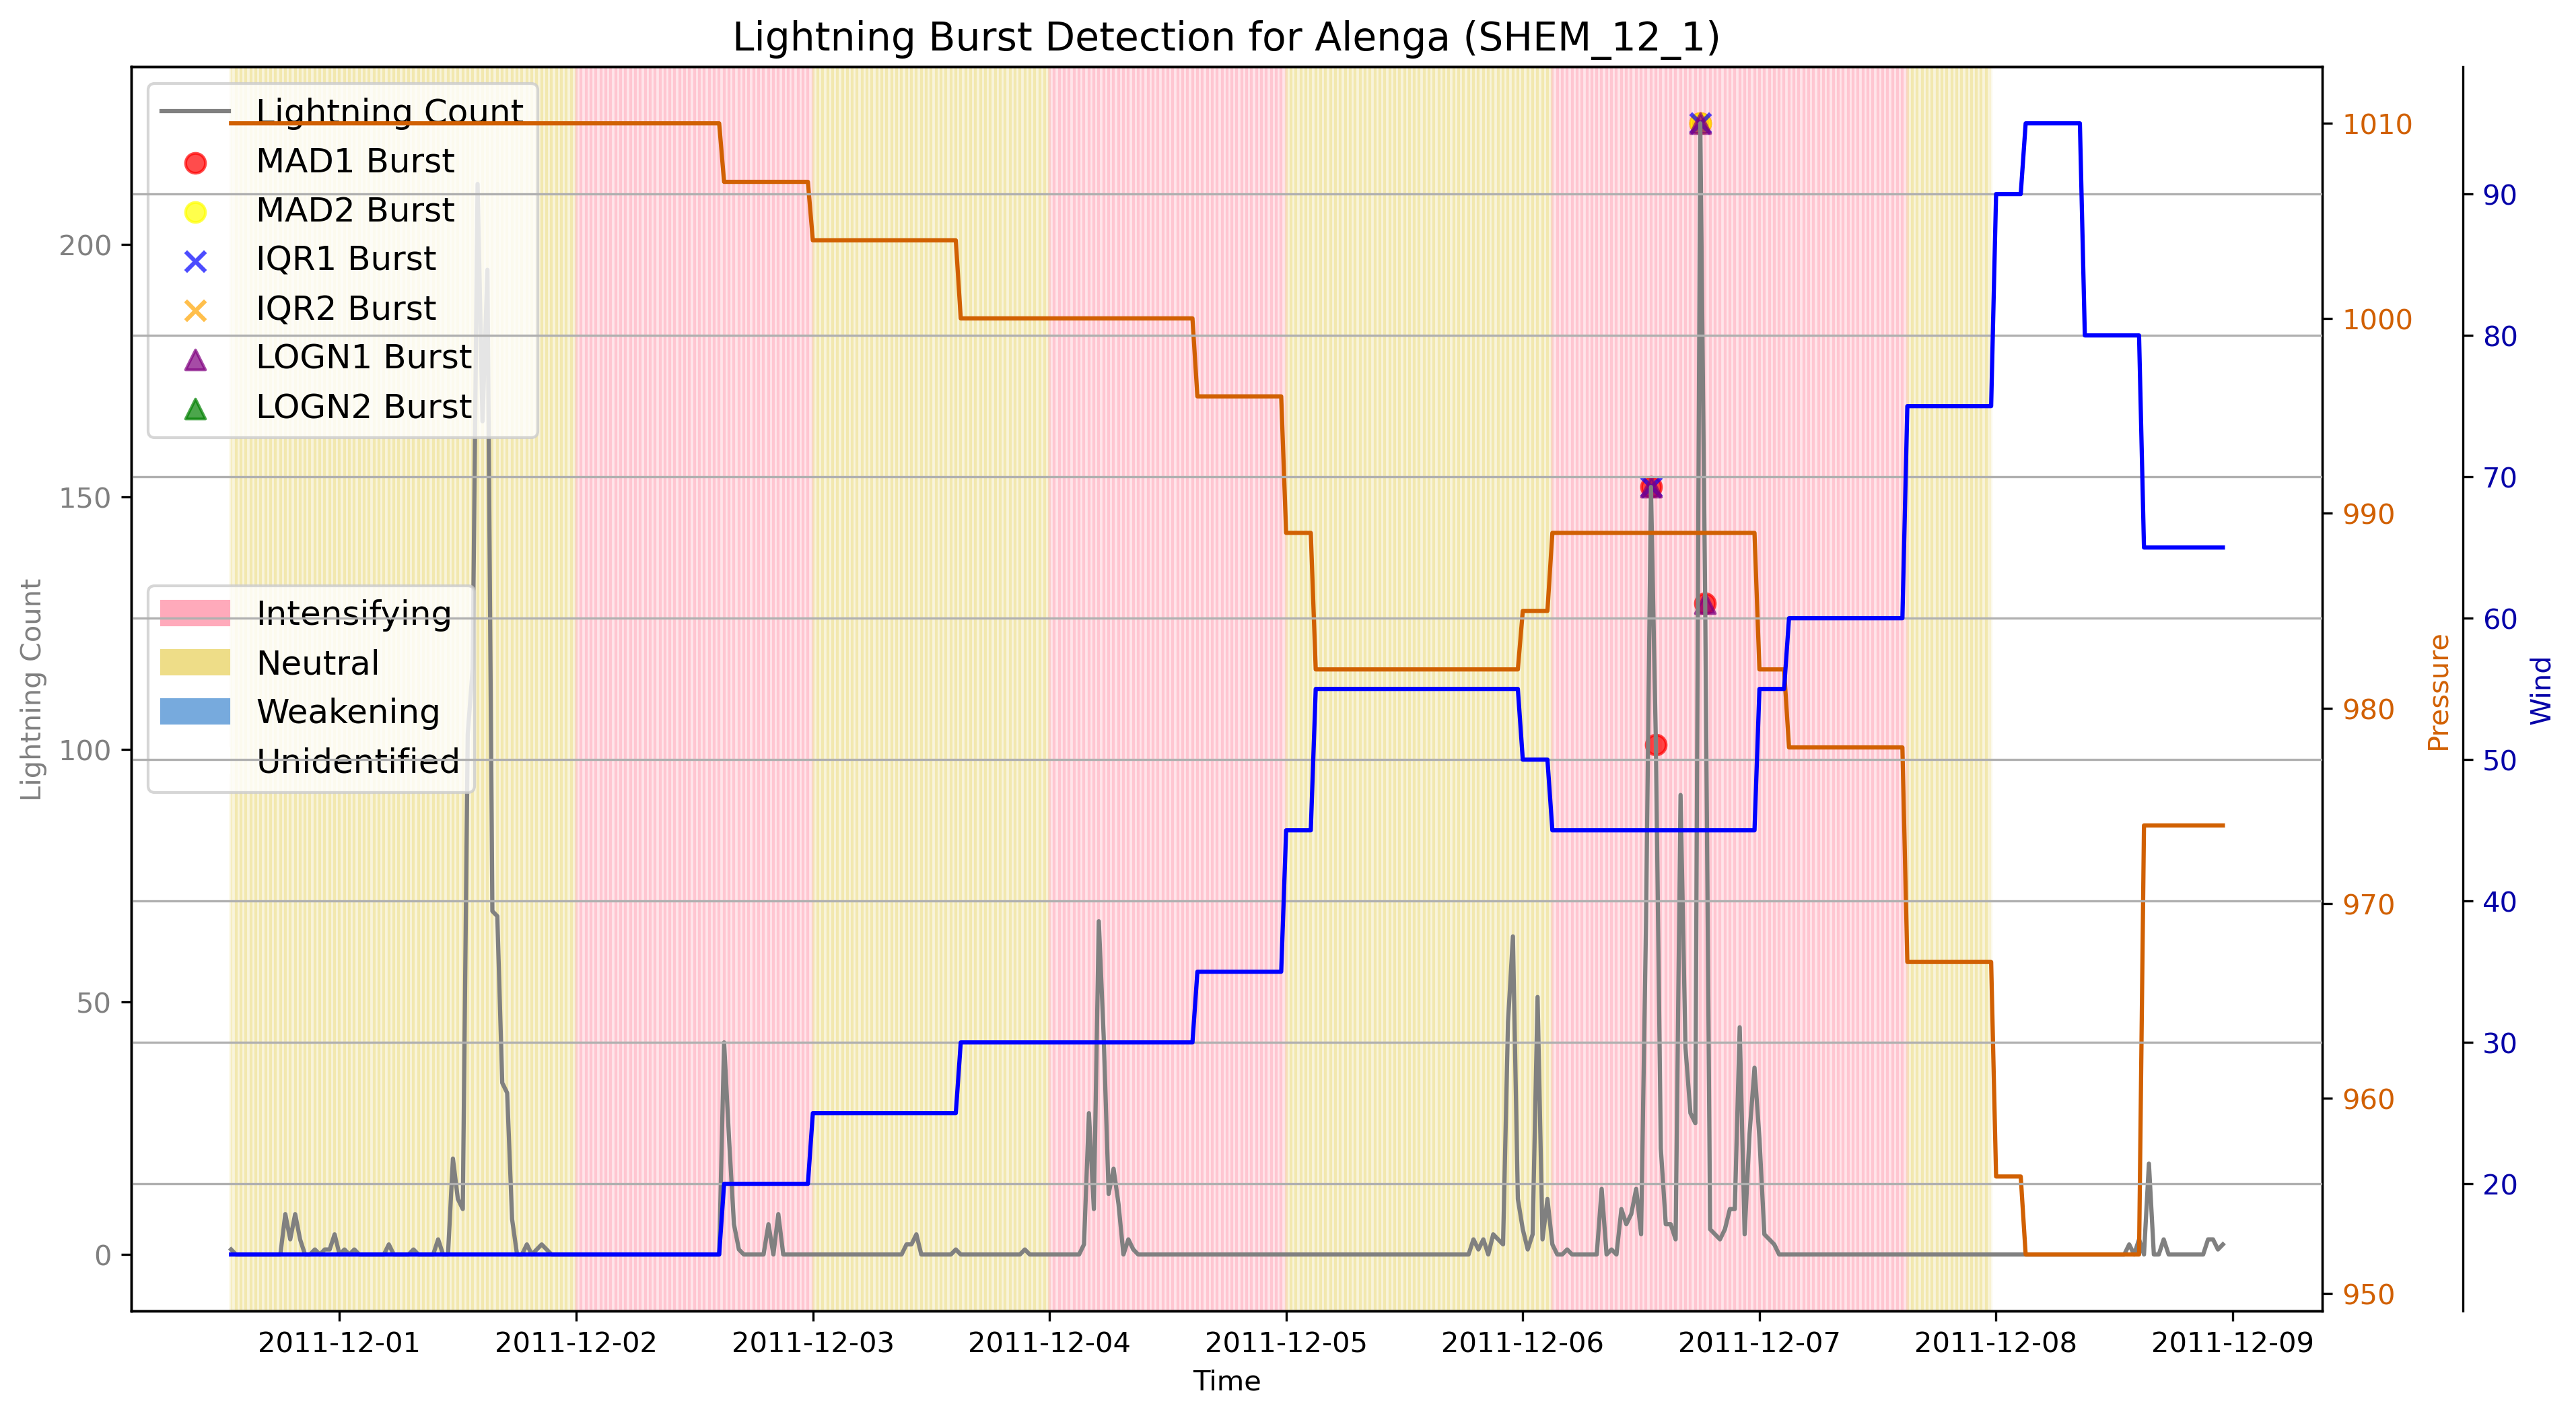 Lightning Burst Detection for Alenga (SHEM_12_1)
Lightning Count
MAD1 Burst
MAD2 Burst
IQR1 Burst
IQR2 Burst
LOGN1 Burst
LOGN2 Burst
Intensifying
Neutral
Weakening
Unidentified
Lightning Count
200
150
100
50
0
1010
1000
990
980
970
960
950
Pressure
90
80
70
60
50
40
30
20
Wind
2011-12-01
2011-12-02
2011-12-03
2011-12-04
2011-12-05
2011-12-06
2011-12-07
2011-12-08
2011-12-09
Time